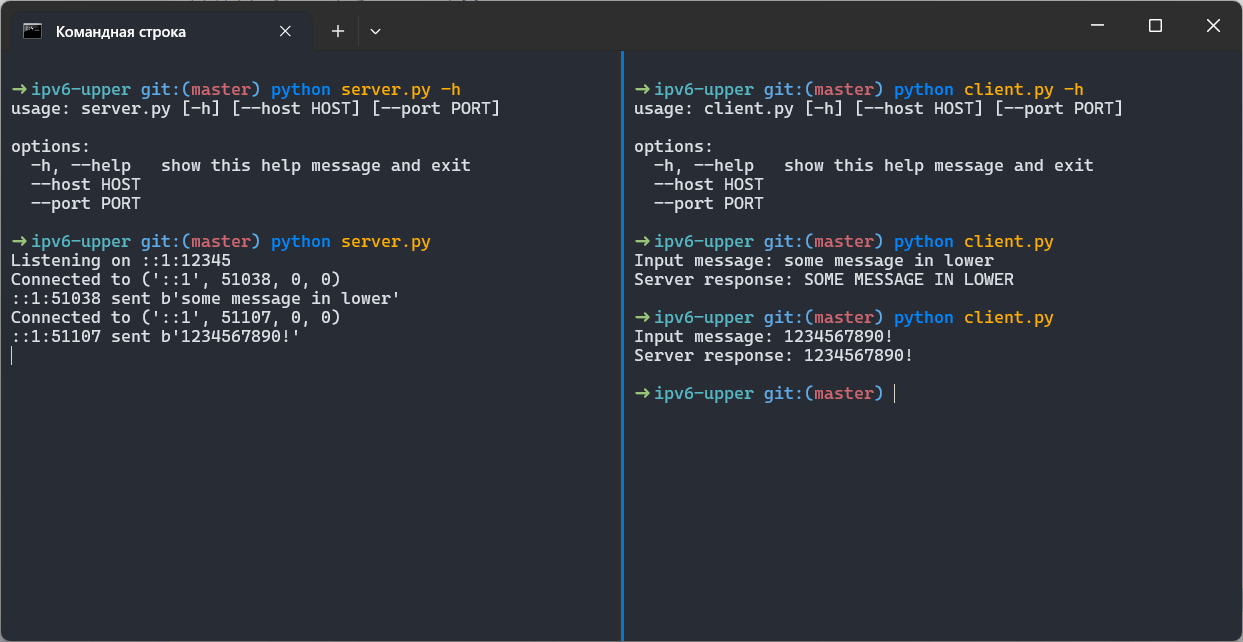 Командная строка
➜ ipv6-upper git:(master) python server.py -h
usage: server.py [-h] [--host HOST] [--port PORT]
options:
-h, --help show this help message and exit
--host HOST
--port PORT
➜ ipv6-upper git:(master) python server.py
Listening on ::1:12345
Connected to ('::1', 51038, 0, 0)
::1:51038 sent b'some message in lower'
Connected to ('::1', 51107, 0, 0)
::1:51107 sent b'1234567890!'
➜ ipv6-upper git:(master) python client.py -h
usage: client.py [-h] [--host HOST] [--port PORT]
options:
-h, --help show this help message and exit
--host HOST
--port PORT
➜ ipv6-upper git:(master) python client.py
Input message: some message in lower
Server response: SOME MESSAGE IN LOWER
➜ ipv6-upper git:(master) python client.py
Input message: 1234567890!
Server response: 1234567890!
➜ ipv6-upper git:(master)